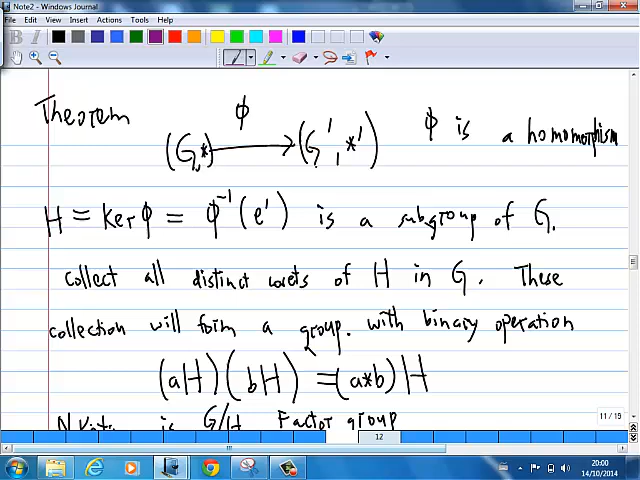 Note2 - Windows Journal
File Edit View Insert Actions Tools Help
B I
Theorem
(G,*) ϕ (G', *') ϕ is a homomorphism
H = Ker ϕ = ϕ⁻¹(e') is a subgroup of G.
collect all distinct cosets of H in G. These
collection will form a group. with binary operation
(aH)(bH) = (a*b)H
is G/H Factor group
11 / 19
12
20:00
14/10/2014